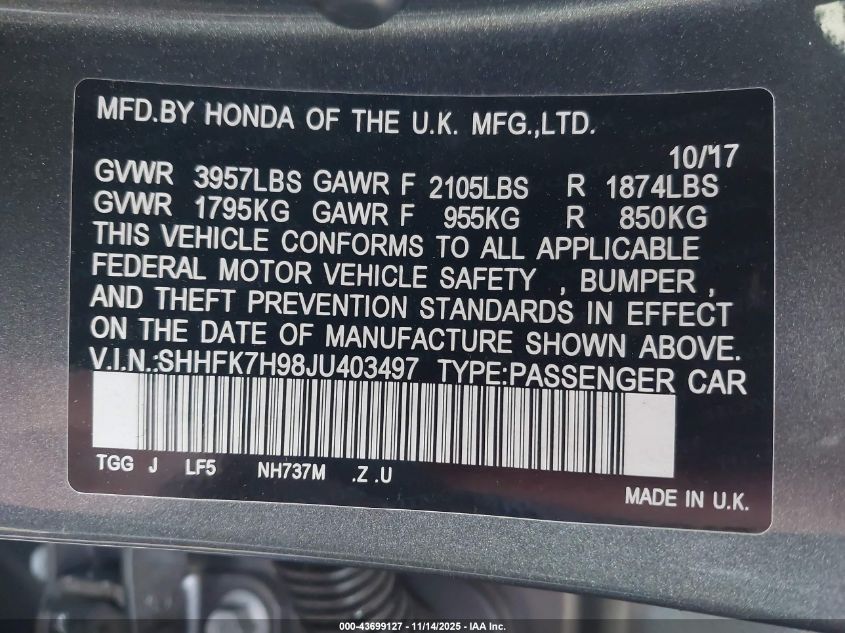 MFD.BY HONDA OF THE U.K. MFG.,LTD.
10/17
GVWR 3957LBS GAWR F 2105LBS R 1874LBS
GVWR 1795KG GAWR F 955KG R 850KG
THIS VEHICLE CONFORMS TO ALL APPLICABLE
FEDERAL MOTOR VEHICLE SAFETY , BUMPER ,
AND THEFT PREVENTION STANDARDS IN EFFECT
ON THE DATE OF MANUFACTURE SHOWN ABOVE.
V.I.N.:SHHFK7H98JU403497 TYPE:PASSENGER CAR
TGG J LF5 NH737M .Z .U
MADE IN U.K.
000-43699127 - 11/14/2025 - IAA Inc.